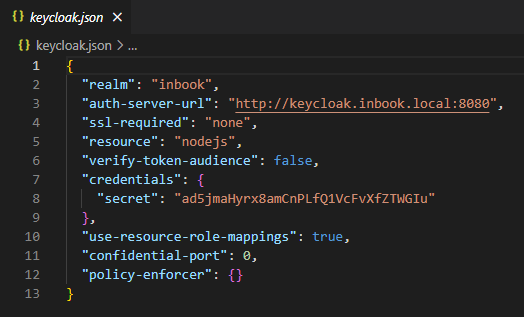 {} keycloak.json ×
{} keycloak.json > ...
1 {
2 "realm": "inbook",
3 "auth-server-url": "http://keycloak.inbook.local:8080",
4 "ssl-required": "none",
5 "resource": "nodejs",
6 "verify-token-audience": false,
7 "credentials": {
8 "secret": "ad5jmaHyrx8amCnPLfQ1VcFvXfZTWGIu"
9 },
10 "use-resource-role-mappings": true,
11 "confidential-port": 0,
12 "policy-enforcer": {}
13 }